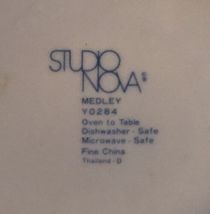 STUDIO
NOVA®
MEDLEY
Y0284
Oven to Table
Dishwasher - Safe
Microwave - Safe
Fine China
Thailand - D